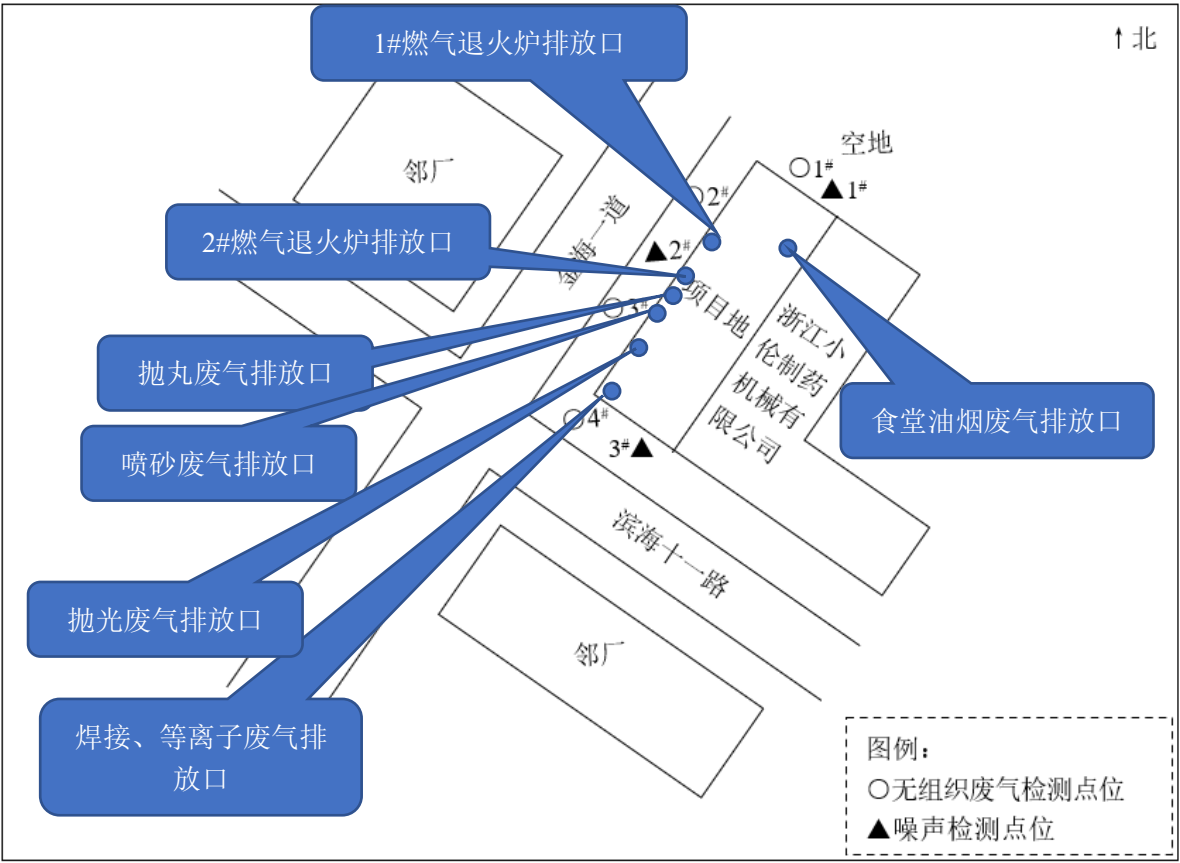 1#燃气退火炉排放口
↑北
空地
○1#
▲1#
邻厂
○2#
金海一道
2#燃气退火炉排放口
▲2#
○3#
项目地
浙江小
伦制药
机械有
限公司
抛丸废气排放口
食堂油烟废气排放口
○4#
3#▲
喷砂废气排放口
滨海十一路
抛光废气排放口
邻厂
焊接、等离子废气排
放口
图例：
○无组织废气检测点位
▲噪声检测点位